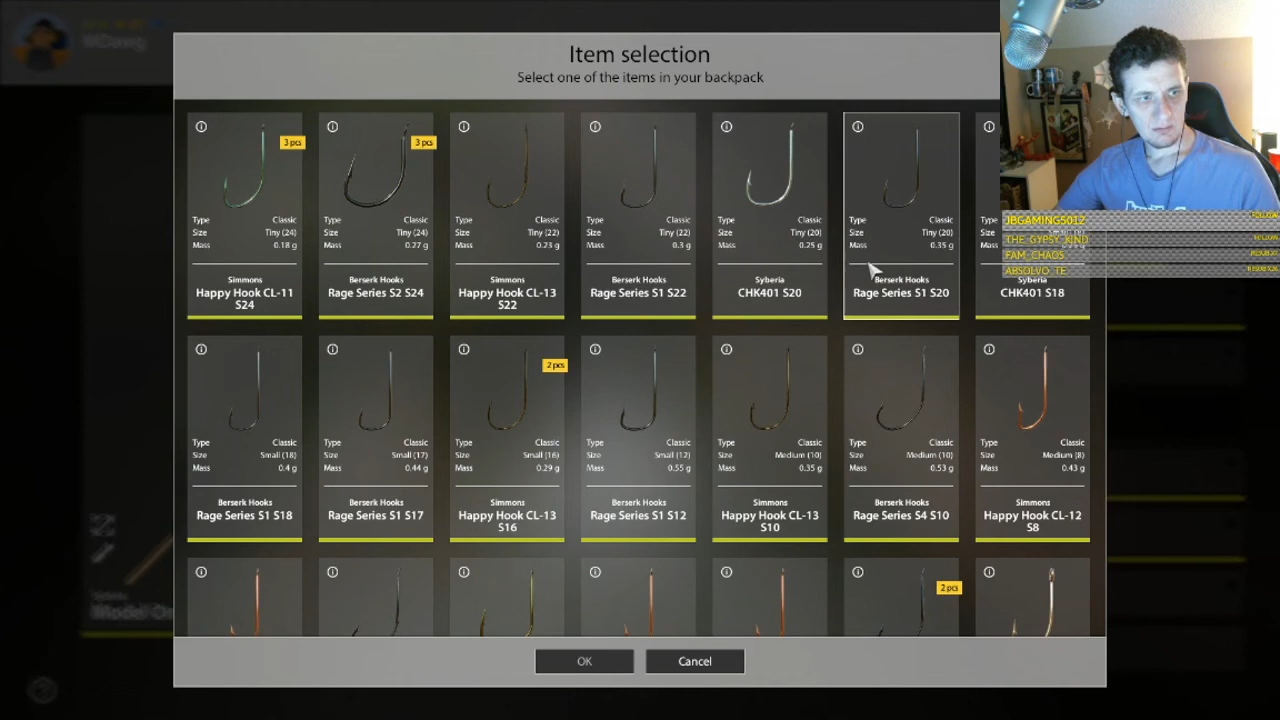 Item selection
Select one of the items in your backpack
3 pcs
Type Classic
Size Tiny (24)
Mass 0.18 g
Simmons
Happy Hook CL-11
S24
3 pcs
Type Classic
Size Tiny (24)
Mass 0.27 g
Berserk Hooks
Rage Series S2 S24
Type Classic
Size Tiny (22)
Mass 0.23 g
Simmons
Happy Hook CL-13
S22
Type Classic
Size Tiny (22)
Mass 0.3 g
Berserk Hooks
Rage Series S1 S22
Type Classic
Size Tiny (20)
Mass 0.25 g
Syberia
CHK401 S20
Type Classic
Size Tiny (20)
Mass 0.35 g
Berserk Hooks
Rage Series S1 S20
Type
Size
Mass
Syberia
CHK401 S18
JBGAMING5012
THE_GYPSY_KIND
FAM_CHAOS
ABSOLVO_TE
Type Classic
Size Small (18)
Mass 0.4 g
Berserk Hooks
Rage Series S1 S18
Type Classic
Size Small (17)
Mass 0.44 g
Berserk Hooks
Rage Series S1 S17
2 pcs
Type Classic
Size Small (16)
Mass 0.29 g
Simmons
Happy Hook CL-13
S16
Type Classic
Size Small (12)
Mass 0.55 g
Berserk Hooks
Rage Series S1 S12
Type Classic
Size Medium (10)
Mass 0.35 g
Simmons
Happy Hook CL-13
S10
Type Classic
Size Medium (10)
Mass 0.53 g
Berserk Hooks
Rage Series S4 S10
Type Classic
Size Medium (8)
Mass 0.43 g
Simmons
Happy Hook CL-12
S8
2 pcs
OK
Cancel